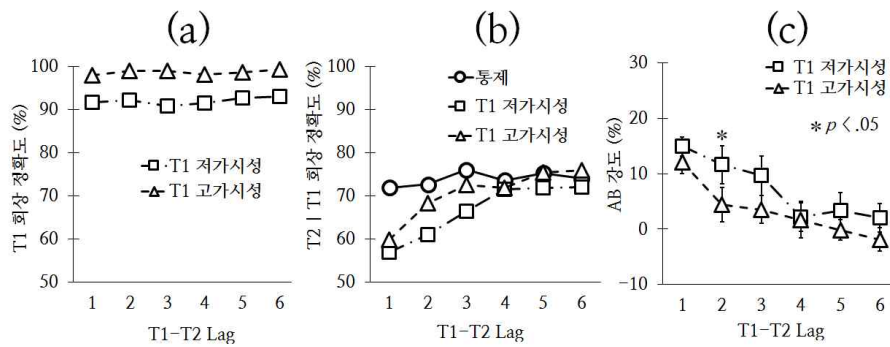 (a)
100
90
80
70
60
50
T1 회상 정확도 (%)
T1 저가시성
T1 고가시성
1 2 3 4 5 6
T1−T2 Lag
(b)
100
90
80
70
60
50
T2 | T1 회상 정확도 (%)
통제
T1 저가시성
T1 고가시성
1 2 3 4 5 6
T1−T2 Lag
(c)
30
20
10
0
−10
AB 강도 (%)
T1 저가시성
T1 고가시성
* p < .05
*
1 2 3 4 5 6
T1−T2 Lag